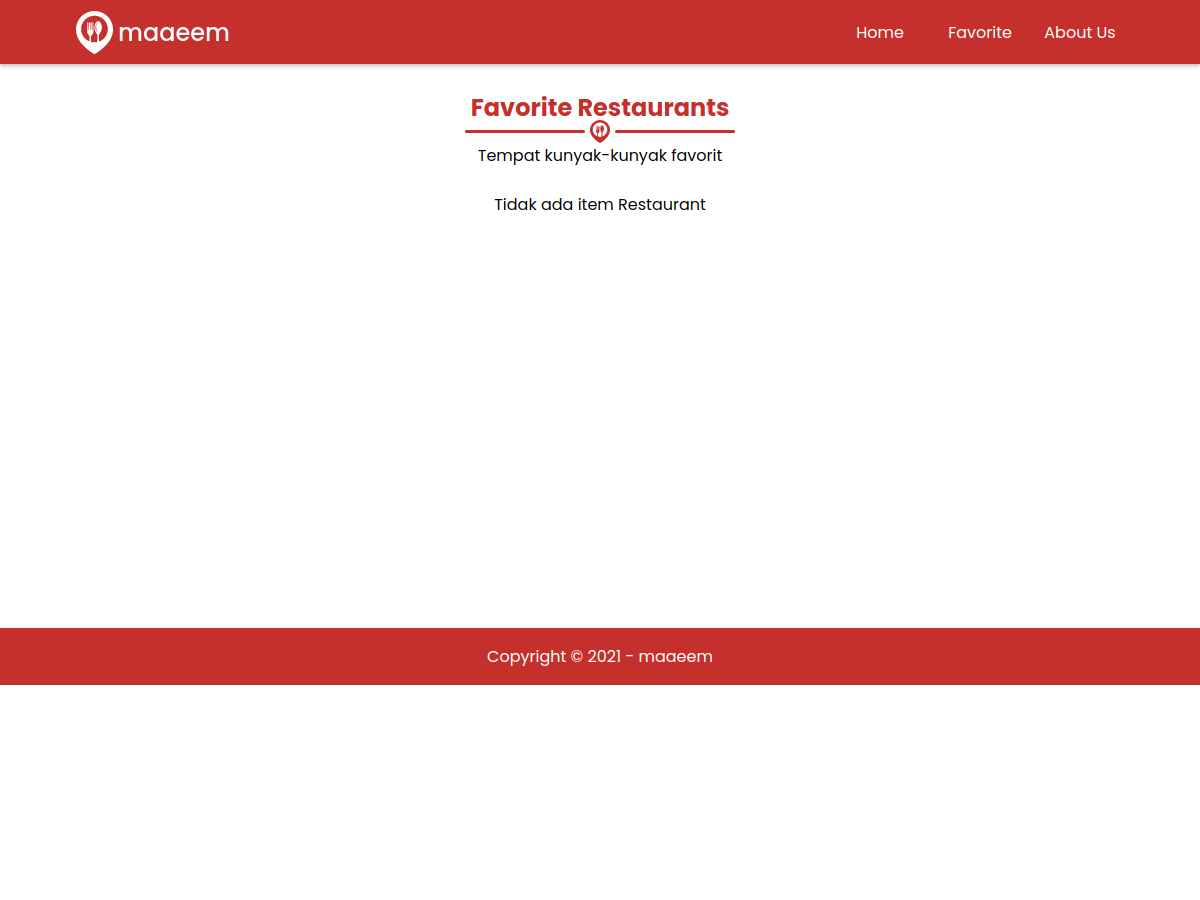 maaeem
Home
Favorite
About Us
Favorite Restaurants
Tempat kunyak-kunyak favorit
Tidak ada item Restaurant
Copyright © 2021 - maaeem